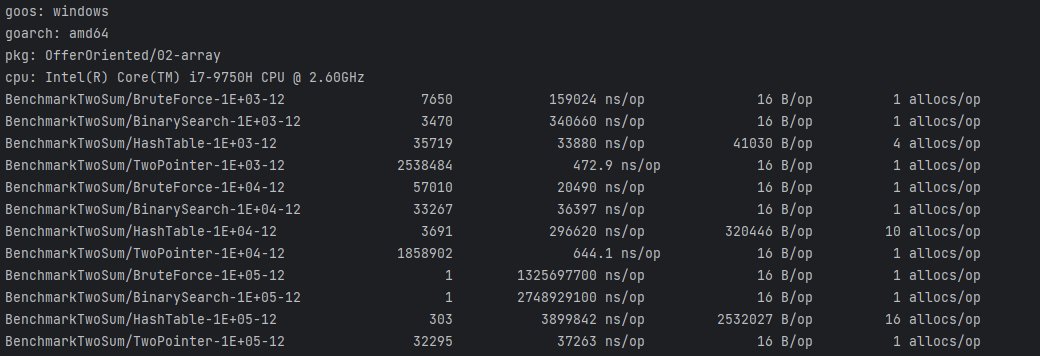 goos: windows
goarch: amd64
pkg: OfferOriented/02-array
cpu: Intel(R) Core(TM) i7-9750H CPU @ 2.60GHz
BenchmarkTwoSum/BruteForce-1E+03-12 7650 159024 ns/op 16 B/op 1 allocs/op
BenchmarkTwoSum/BinarySearch-1E+03-12 3470 340660 ns/op 16 B/op 1 allocs/op
BenchmarkTwoSum/HashTable-1E+03-12 35719 33880 ns/op 41030 B/op 4 allocs/op
BenchmarkTwoSum/TwoPointer-1E+03-12 2538484 472.9 ns/op 16 B/op 1 allocs/op
BenchmarkTwoSum/BruteForce-1E+04-12 57010 20490 ns/op 16 B/op 1 allocs/op
BenchmarkTwoSum/BinarySearch-1E+04-12 33267 36397 ns/op 16 B/op 1 allocs/op
BenchmarkTwoSum/HashTable-1E+04-12 3691 296620 ns/op 320446 B/op 10 allocs/op
BenchmarkTwoSum/TwoPointer-1E+04-12 1858902 644.1 ns/op 16 B/op 1 allocs/op
BenchmarkTwoSum/BruteForce-1E+05-12 1 1325697700 ns/op 16 B/op 1 allocs/op
BenchmarkTwoSum/BinarySearch-1E+05-12 1 2748929100 ns/op 16 B/op 1 allocs/op
BenchmarkTwoSum/HashTable-1E+05-12 303 3899842 ns/op 2532027 B/op 16 allocs/op
BenchmarkTwoSum/TwoPointer-1E+05-12 32295 37263 ns/op 16 B/op 1 allocs/op